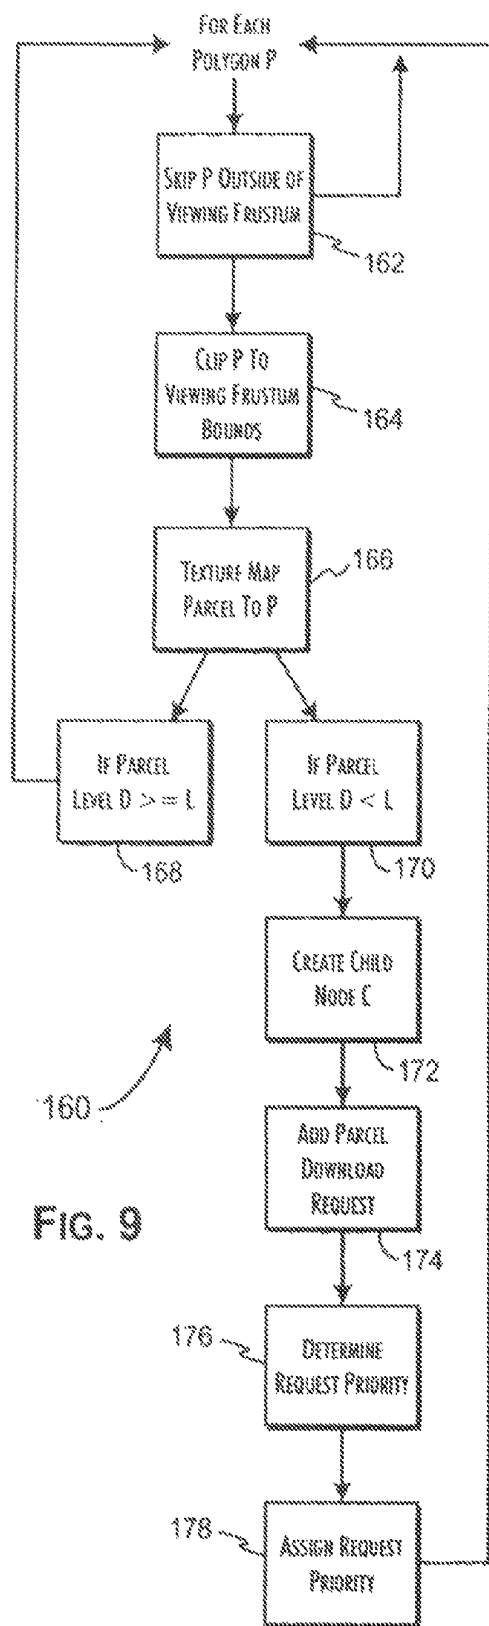 FOR EACH
POLYGON P
SKIP P OUTSIDE OF
VIEWING FRUSTUM
162
CLIP P TO
VIEWING FRUSTUM
BOUNDS
164
TEXTURE MAP
PARCEL TO P
166
IF PARCEL
LEVEL D >= L
168
IF PARCEL
LEVEL D < L
170
CREATE CHILD
NODE C
172
160
ADD PARCEL
DOWNLOAD
REQUEST
174
FIG. 9
176
DETERMINE
REQUEST PRIORITY
178
ASSIGN REQUEST
PRIORITY